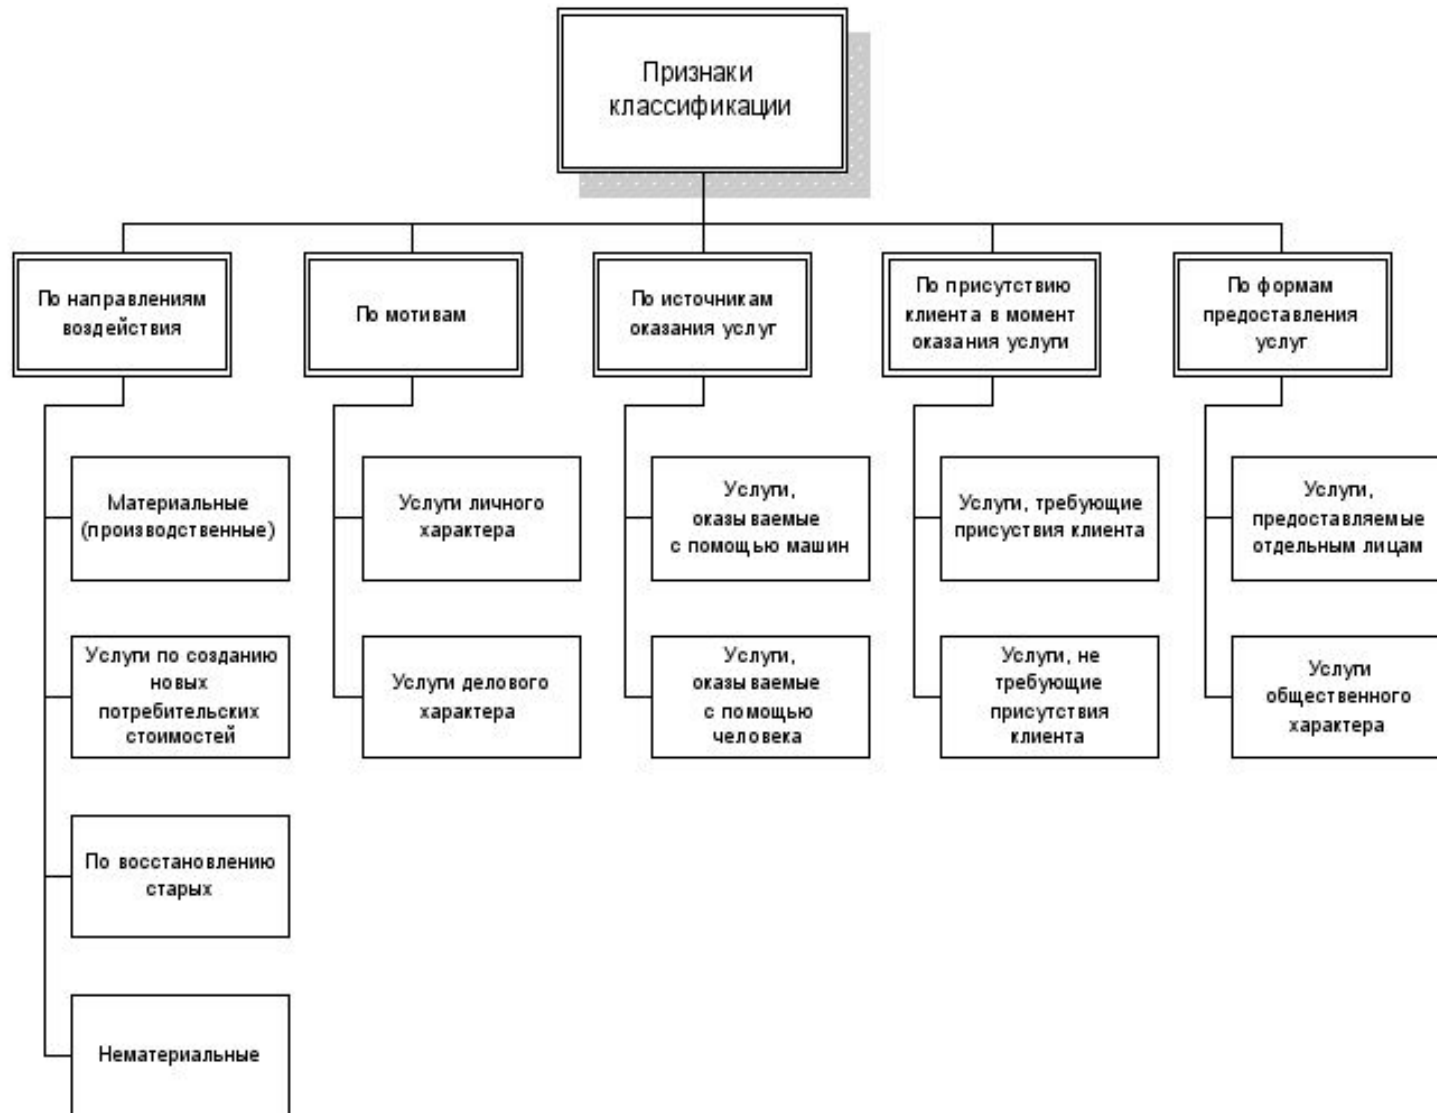 Признаки
классификации
По направлениям
воздействия
По мотивам
По источникам
оказания услуг
По присутствию
клиента в момент
оказания услуги
По формам
предоставления
услуг
Материальные
(производственные)
Услуги по созданию
новых
потребительских
стоимостей
По восстановлению
старых
Нематериальные
Услуги личного
характера
Услуги делового
характера
Услуги,
оказываемые
с помощью машин
Услуги,
оказываемые
с помощью
человека
Услуги, требующие
присуствия клиента
Услуги, не
требующие
присутствия
клиента
Услуги,
предоставляемые
отдельным лицам
Услуги
общественного
характера